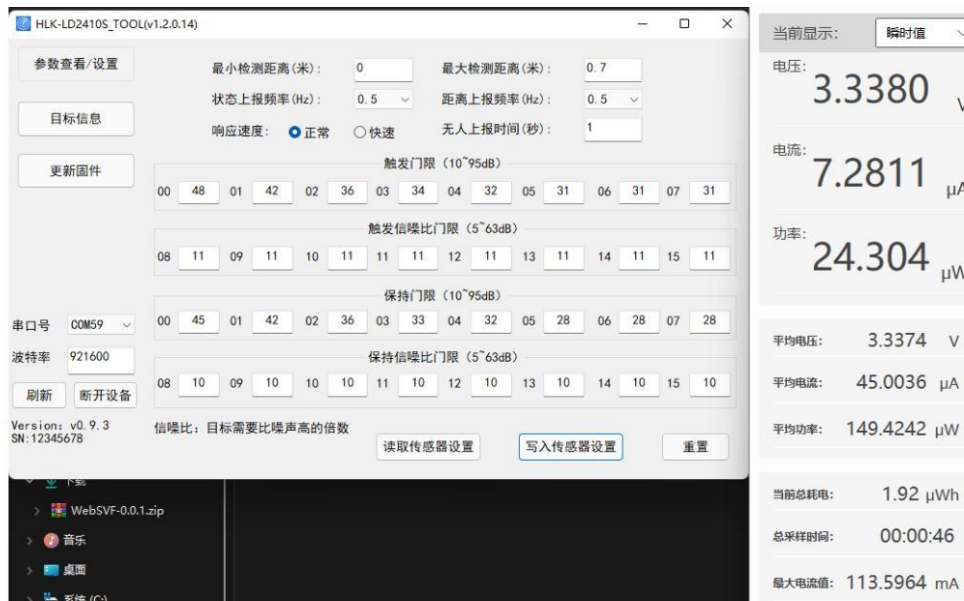 HLK-LD2410S_TOOL(v1.2.0.14)
参数查看/设置
目标信息
更新固件
最小检测距离(米): 0 最大检测距离(米): 0.7
状态上报频率(Hz): 0.5 距离上报频率(Hz): 0.5
响应速度: 正常 快速 无人上报时间(秒): 1
触发门限 (10~95dB)
00 48 01 42 02 36 03 34 04 32 05 31 06 31 07 31
触发信噪比门限 (5~63dB)
08 11 09 11 10 11 11 11 12 11 13 11 14 11 15 11
保持门限 (10~95dB)
00 45 01 42 02 36 03 33 04 32 05 28 06 28 07 28
保持信噪比门限 (5~63dB)
08 10 09 10 10 10 11 10 12 10 13 10 14 10 15 10
串口号 COM59
波特率 921600
刷新 断开设备
Version: v0.9.3
SN:12345678
信噪比: 目标需要比噪声高的倍数
读取传感器设置 写入传感器设置 重置
下载
WebSVF-0.0.1.zip
音乐
桌面
系统 (C:)
当前显示: 瞬时值
电压:
3.3380 V
电流:
7.2811 μA
功率:
24.304 μW
平均电压: 3.3374 V
平均电流: 45.0036 μA
平均功率: 149.4242 μW
当前总耗电: 1.92 μWh
总采样时间: 00:00:46
最大电流值: 113.5964 mA